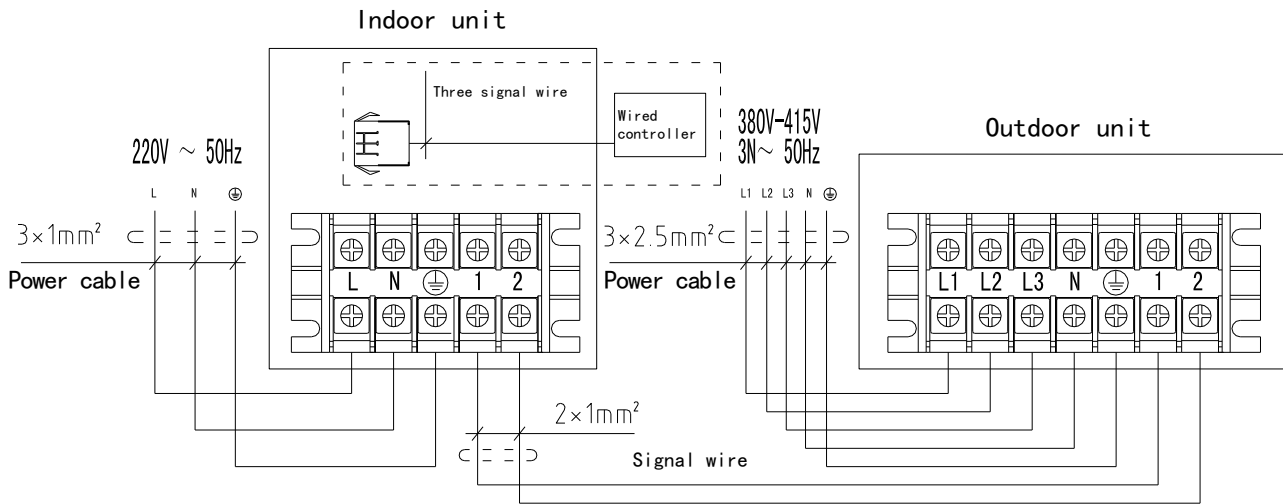 Indoor unit
Three signal wire
Wired
controller
220V ~ 50Hz
L N
3×1mm²
Power cable
L N 1 2
380V-415V
3N~ 50Hz
L1 L2 L3 N
3×2.5mm²
Power cable
Outdoor unit
L1 L2 L3 N 1 2
2×1mm²
Signal wire